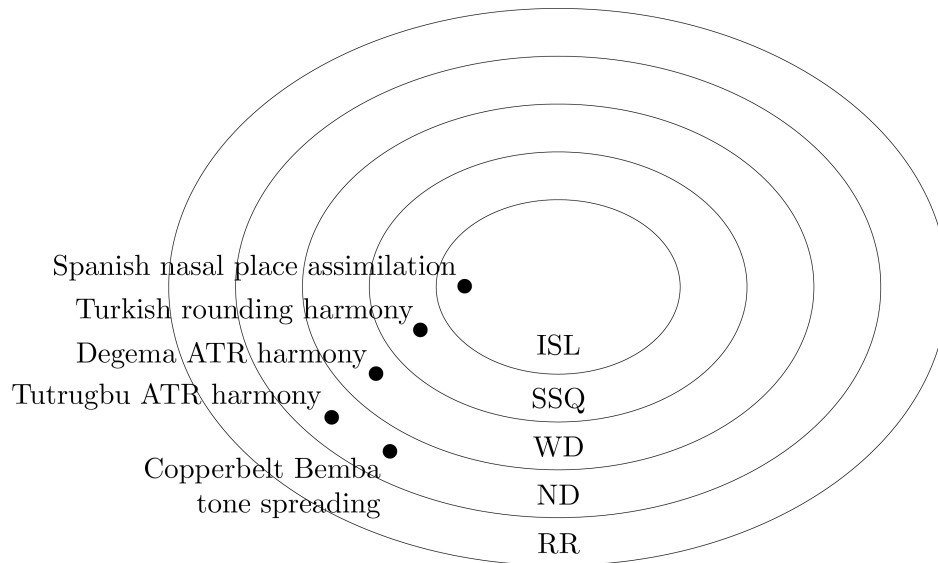 Spanish nasal place assimilation
Turkish rounding harmony
Degema ATR harmony
Tutrugbu ATR harmony
Copperbelt Bemba
tone spreading
ISL
SSQ
WD
ND
RR